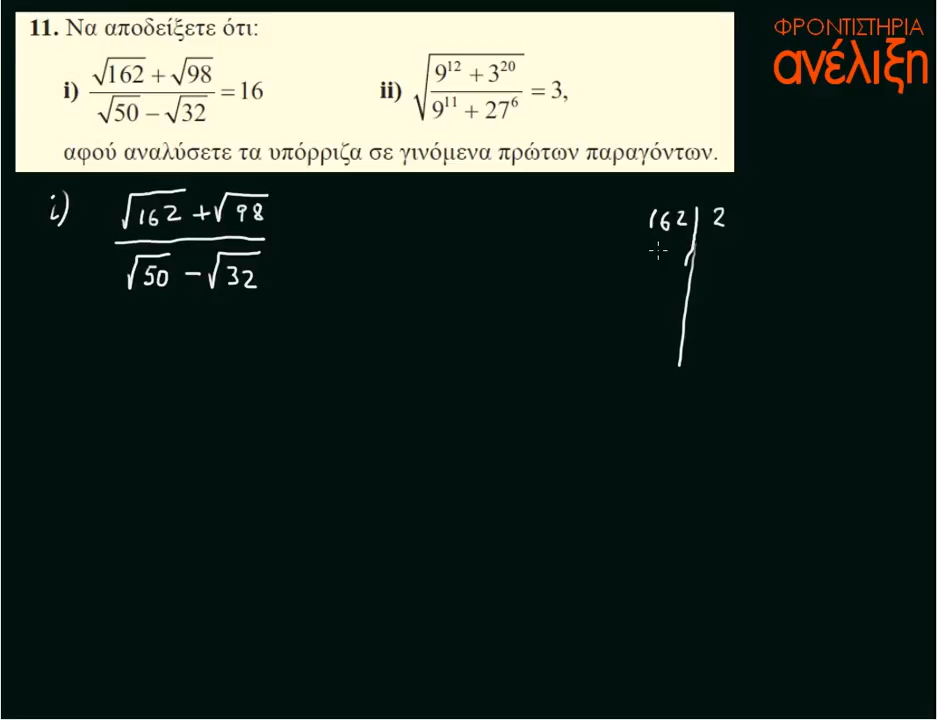 11. Να αποδείξετε ότι:
ΦΡΟΝΤΙΣΤΗΡΙΑ
ανέλιξη
i) (√162 + √98) / (√50 − √32) = 16
ii) √((9¹² + 3²⁰) / (9¹¹ + 27⁶)) = 3,
αφού αναλύσετε τα υπόρριζα σε γινόμενα πρώτων παραγόντων.
i) (√162 + √98) / (√50 − √32)
162 | 2